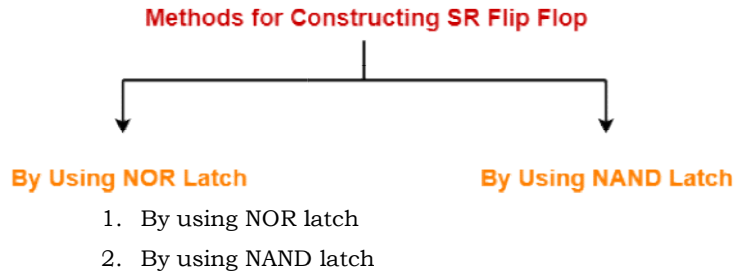 Methods for Constructing SR Flip Flop
By Using NOR Latch
By Using NAND Latch
1. By using NOR latch
2. By using NAND latch